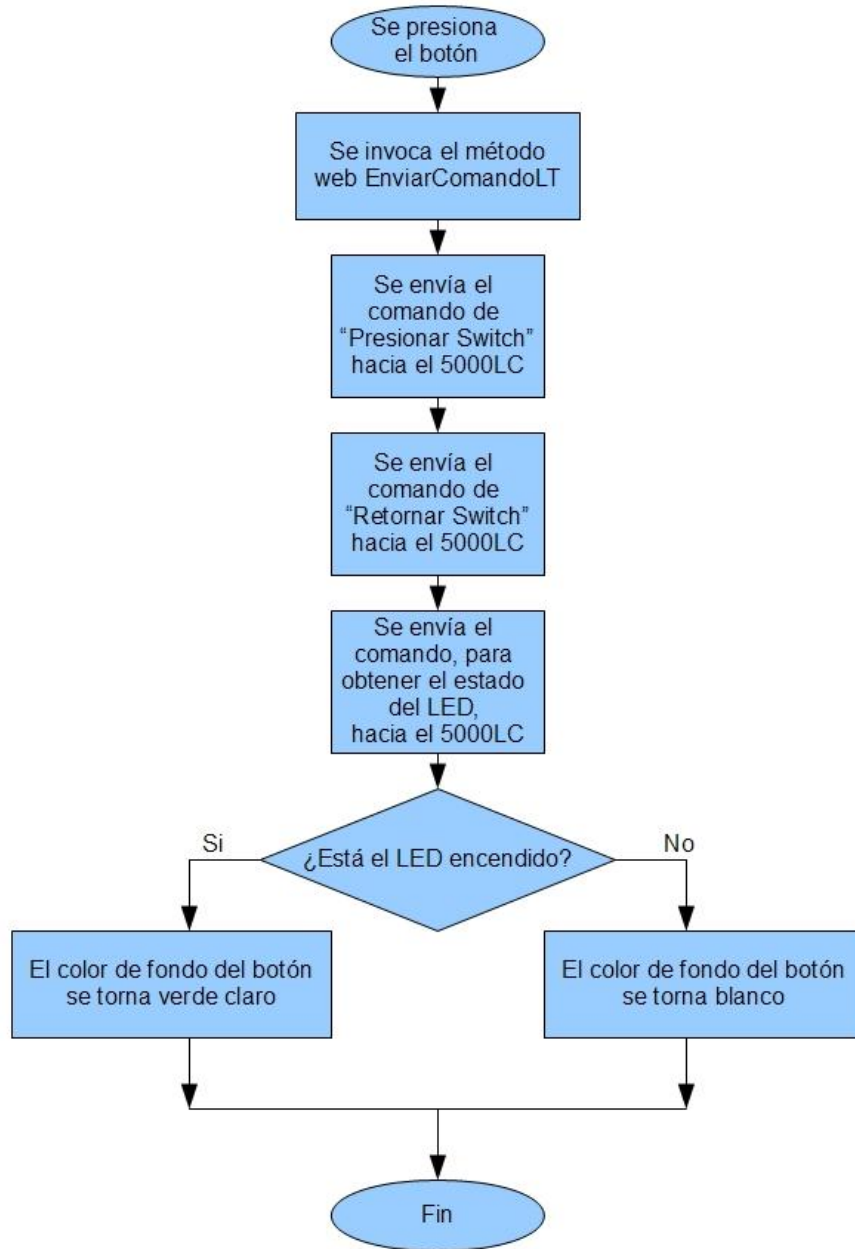 Se presiona
el botón
Se invoca el método
web EnviarComandoLT
Se envía el
comando de
“Presionar Switch”
hacia el 5000LC
Se envía el
comando de
“Retornar Switch”
hacia el 5000LC
Se envía el
comando, para
obtener el estado
del LED,
hacia el 5000LC
Si
¿Está el LED encendido?
No
El color de fondo del botón
se torna verde claro
El color de fondo del botón
se torna blanco
Fin